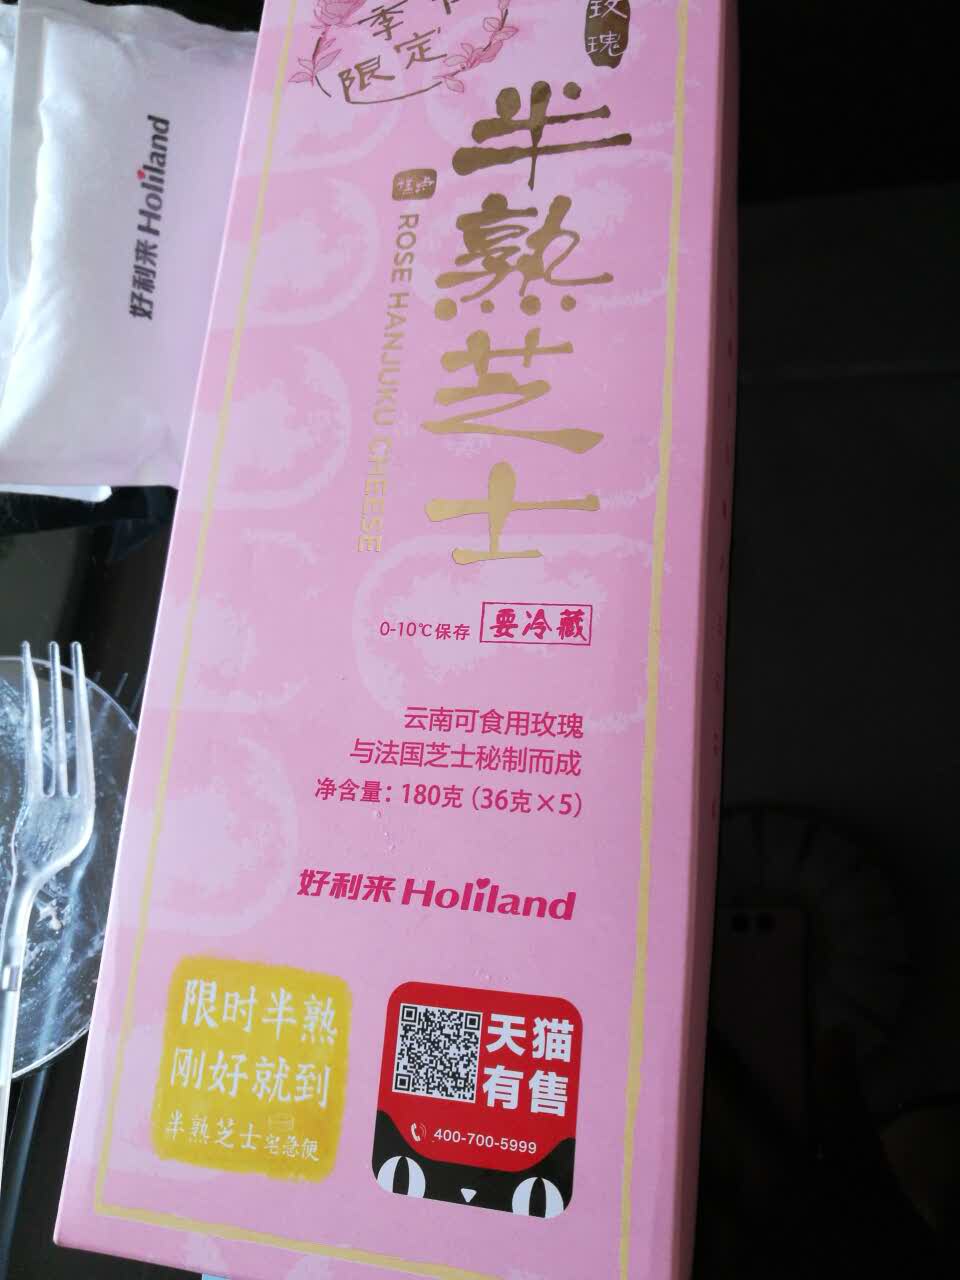 季
限定
玫瑰
半熟芝士
ROSE HANJUKU CHEESE
0-10℃保存
要冷藏
云南可食用玫瑰
与法国芝士秘制而成
净含量：180克（36克×5）
好利来 Holiland
限时半熟
刚好就到
半熟芝士宅急便
天猫
有售
400-700-5999
好利来 Holiland